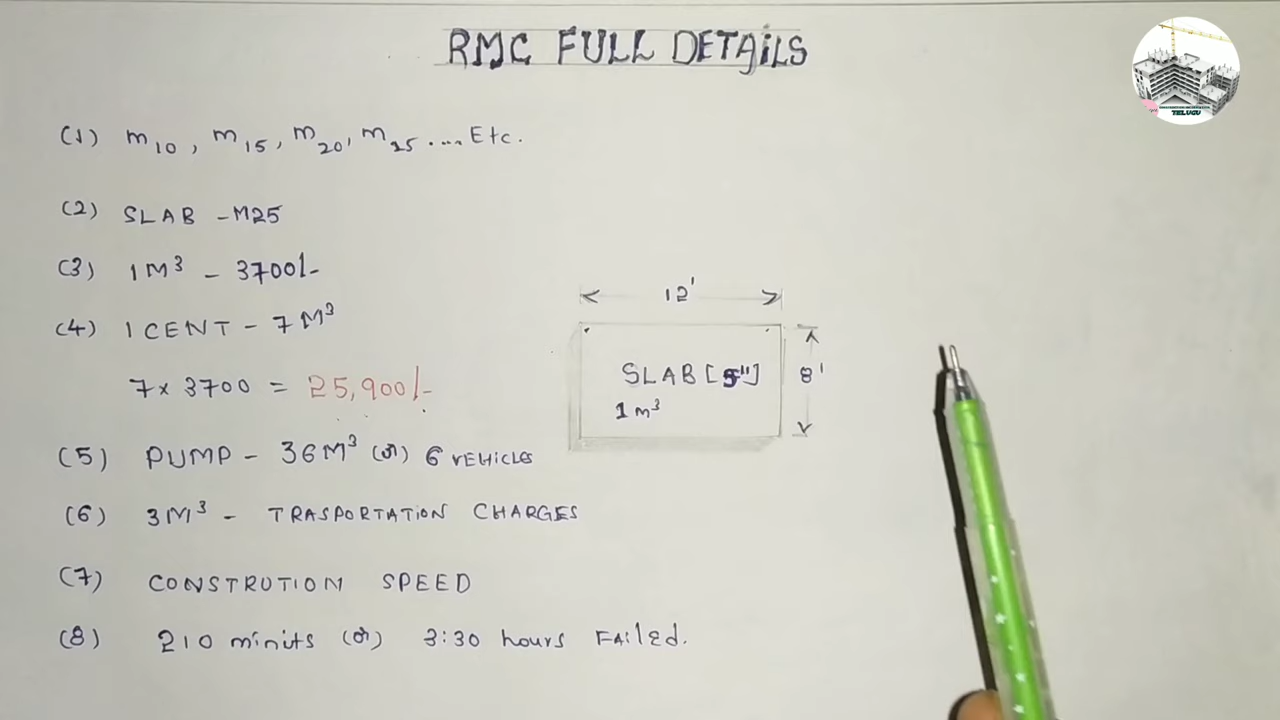 RMC FULL DETAILS
(1) M10, M15, M20, M25 .... Etc.
(2) SLAB - M25
(3) 1M³ - 3700/-
(4) 1 CENT - 7M³
7 x 3700 = 25,900/-
(5) PUMP - 36M³ (or) 6 VEHICLES
(6) 3M³ - TRASPORTATION CHARGES
(7) CONSTRUTION SPEED
(8) 210 minits (or) 3:30 hours FAILED.
12'
SLAB [5"]
8'
1m³
TELUGU